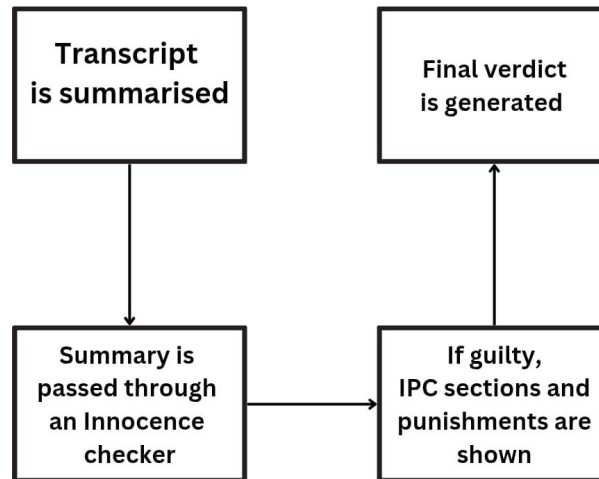 Transcript
is summarised
Summary is
passed through
an Innocence
checker
If guilty,
IPC sections and
punishments are
shown
Final verdict
is generated